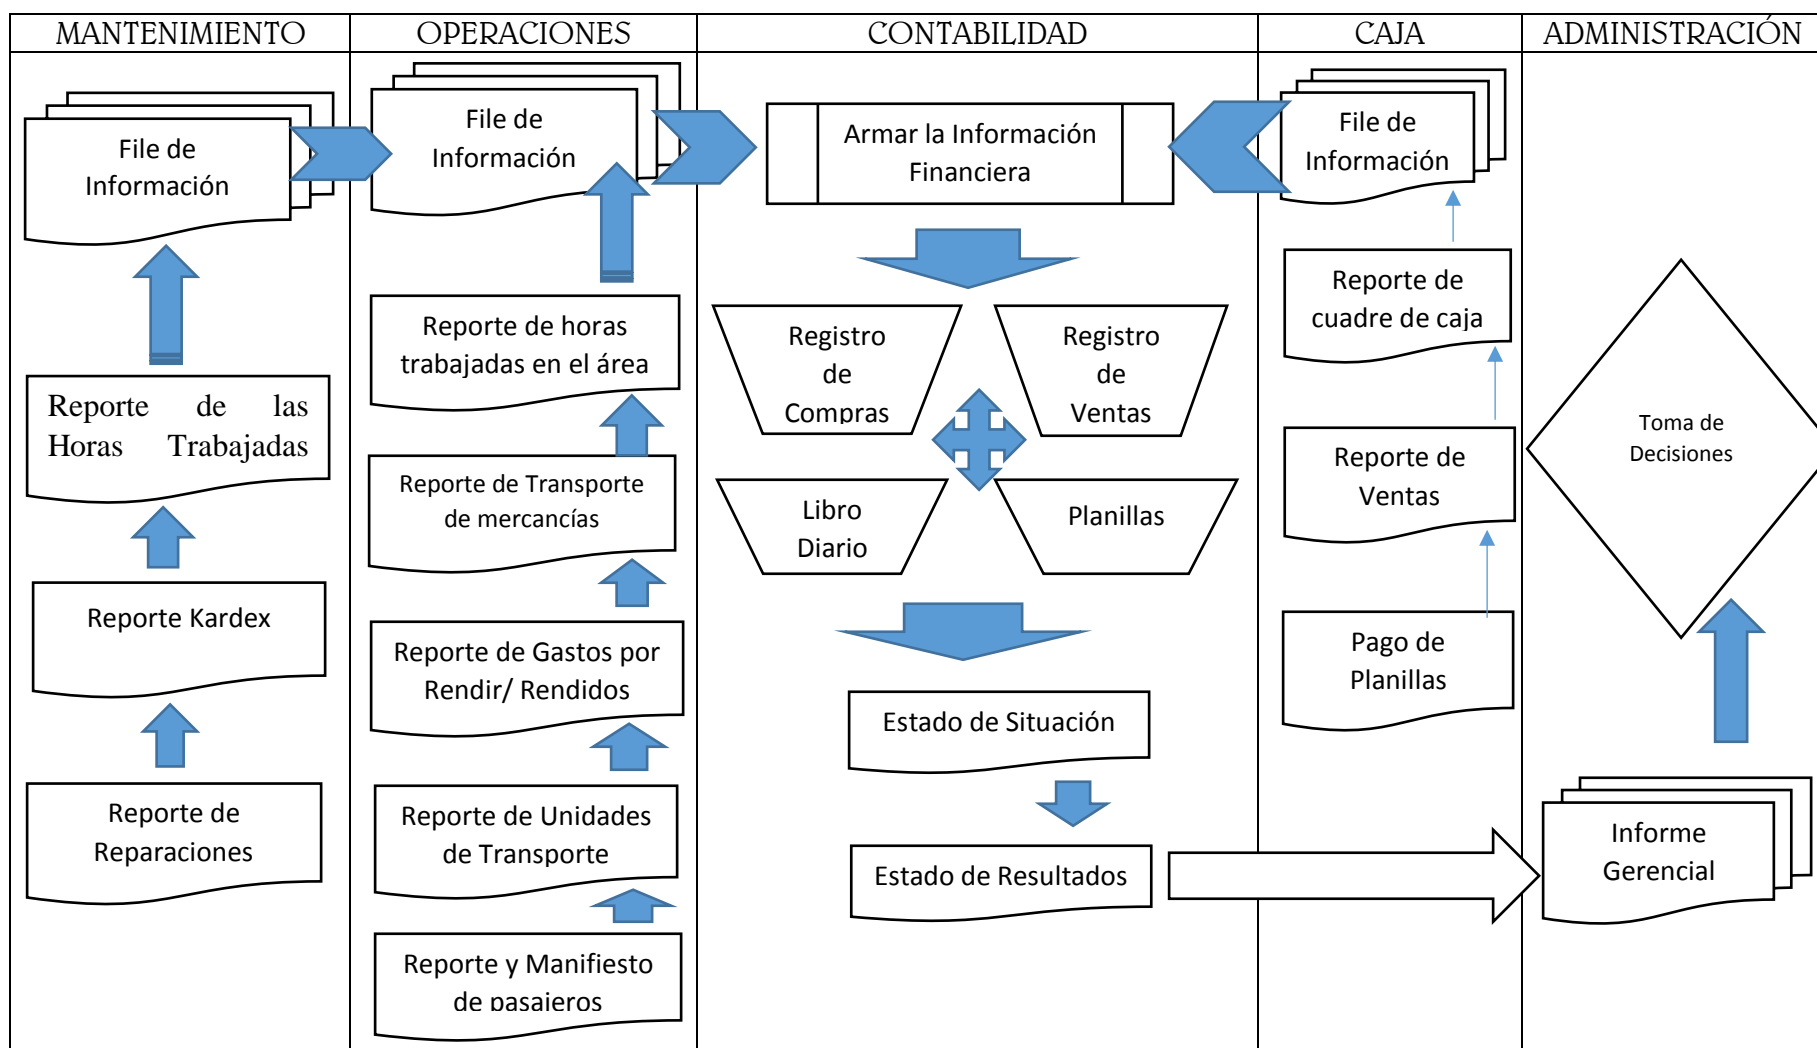 MANTENIMIENTO
OPERACIONES
CONTABILIDAD
CAJA
ADMINISTRACIÓN
File de
Información
Reporte de las
Horas Trabajadas
Reporte Kardex
Reporte de
Reparaciones
File de
Información
Reporte de horas
trabajadas en el área
Reporte de Transporte
de mercancías
Reporte de Gastos por
Rendir/ Rendidos
Reporte de Unidades
de Transporte
Reporte y Manifiesto
de pasajeros
Armar la Información
Financiera
Registro
de
Compras
Registro
de
Ventas
Libro
Diario
Planillas
Estado de Situación
Estado de Resultados
File de
Información
Reporte de
cuadre de caja
Reporte de
Ventas
Pago de
Planillas
Toma de
Decisiones
Informe
Gerencial